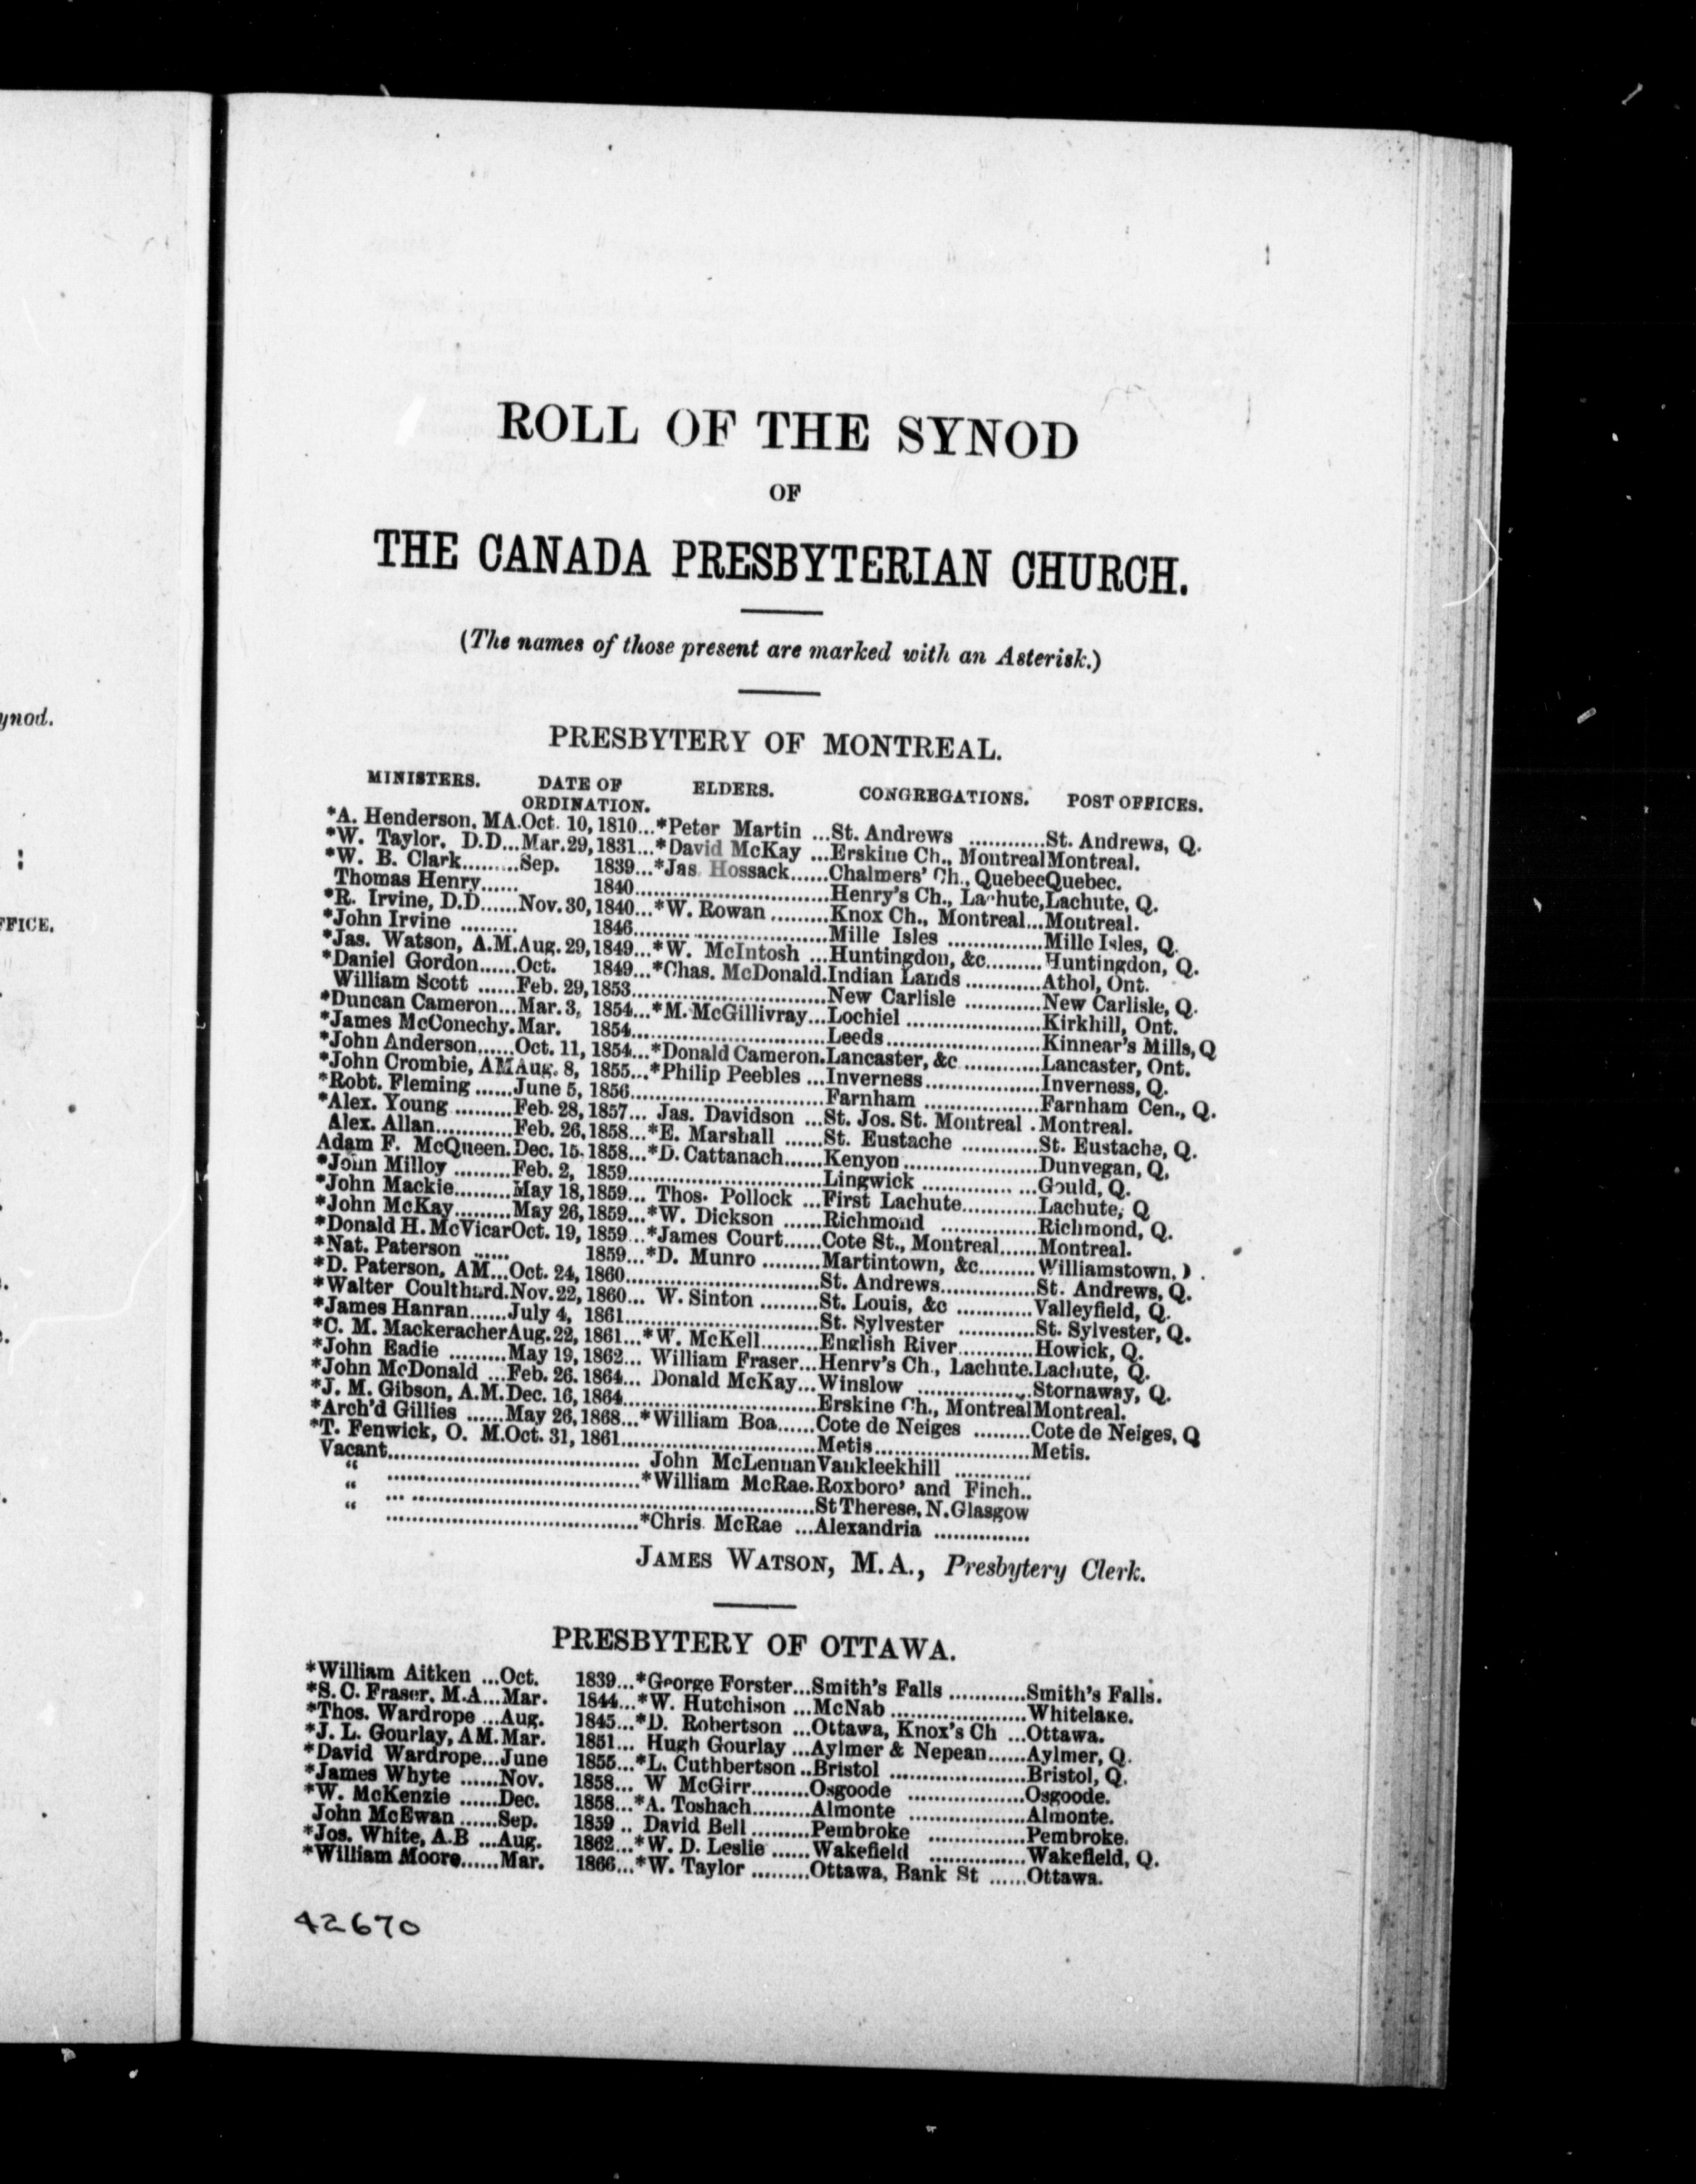 ynod.
:
FFICE.
ROLL OF THE SYNOD
OF
THE CANADA PRESBYTERIAN CHURCH.
(The names of those present are marked with an Asterisk.)
PRESBYTERY OF MONTREAL.
MINISTERS. DATE OF ORDINATION. ELDERS. CONGREGATIONS. POST OFFICES.
*A. Henderson, MA.Oct. 10, 1810...*Peter Martin ...St. Andrews ............St. Andrews, Q.
*W. Taylor, D.D...Mar. 29, 1831...*David McKay ...Erskine Ch., Montreal Montreal.
*W. B. Clark.........Sep. 1839...*Jas. Hossack......Chalmers' Ch., Quebec Quebec.
Thomas Henry...... 1840..............................Henry's Ch., Lachute, Lachute, Q.
*R. Irvine, D.D......Nov. 30, 1840...*W. Rowan .........Knox Ch., Montreal...Montreal.
*John Irvine ......... 1846..............................Mille Isles ...............Mille Isles, Q.
*Jas. Watson, A.M.Aug. 29, 1849...*W. McIntosh ...Huntingdon, &c.........Huntingdon, Q.
*Daniel Gordon......Oct. 1849...*Chas. McDonald.Indian Lands ............Athol, Ont.
William Scott ......Feb. 29, 1853..............................New Carlisle ............New Carlisle, Q.
*Duncan Cameron...Mar. 3, 1854...*M. McGillivray...Lochiel .....................Kirkhill, Ont.
*James McConechy.Mar. 1854..............................Leeds........................Kinnear's Mills, Q
*John Anderson......Oct. 11, 1854...*Donald Cameron.Lancaster, &c ............Lancaster, Ont.
*John Crombie, AM Aug. 8, 1855...*Philip Peebles ...Inverness..................Inverness, Q.
*Robt. Fleming ......June 5, 1856..............................Farnham ..................Farnham Cen., Q.
*Alex. Young .........Feb. 28, 1857... Jas. Davidson ...St. Jos. St. Montreal .Montreal.
Alex. Allan............Feb. 26, 1858...*E. Marshall ......St. Eustache ............St. Eustache, Q.
Adam F. McQueen.Dec. 15. 1858...*D. Cattanach......Kenyon.....................Dunvegan, Q.
*John Milloy .........Feb. 2, 1859..............................Lingwick .................Gould, Q.
*John Mackie.........May 18, 1859... Thos. Pollock ...First Lachute............Lachute, Q
*John McKay.........May 26, 1859...*W. Dickson ......Richmond ...............Richmond, Q.
*Donald H. McVicar Oct. 19, 1859...*James Court......Cote St., Montreal......Montreal.
*Nat. Paterson ...... 1859...*D. Munro .........Martintown, &c.........Williamstown,
*D. Paterson, AM...Oct. 24, 1860..............................St. Andrews...............St. Andrews, Q.
*Walter Coulthard.Nov. 22, 1860... W. Sinton .........St. Louis, &c ............Valleyfield, Q.
*James Hanran......July 4, 1861..............................St. Sylvester ............St. Sylvester, Q.
*C. M. Mackeracher Aug. 22, 1861...*W. McKell.........English River............Howick, Q.
*John Eadie .........May 19, 1862... William Fraser...Henry's Ch., Lachute.Lachute, Q.
*John McDonald ...Feb. 26. 1864... Donald McKay...Winslow ..................Stornaway, Q.
*J. M. Gibson, A.M.Dec. 16, 1864..............................Erskine Ch., Montreal Montreal.
*Arch'd Gillies ......May 26, 1868...*William Boa......Cote de Neiges .........Cote de Neiges, Q
*T. Fenwick, O. M.Oct. 31, 1861..............................Metis........................Metis.
Vacant....................................... John McLennan Vankleekhill ............
" .......................................*William McRae.Roxboro' and Finch..
" ... ..................................................................St Therese, N. Glasgow
" .......................................*Chris. McRae ...Alexandria ...............
JAMES WATSON, M.A., Presbytery Clerk.
PRESBYTERY OF OTTAWA.
*William Aitken ...Oct. 1839...*George Forster...Smith's Falls ............Smith's Falls.
*S. C. Fraser, M.A...Mar. 1844...*W. Hutchison ...McNab .....................Whitelake.
*Thos. Wardrope ...Aug. 1845...*D. Robertson ...Ottawa, Knox's Ch ...Ottawa.
*J. L. Gourlay, AM.Mar. 1851... Hugh Gourlay ...Aylmer & Nepean......Aylmer, Q.
*David Wardrope...June 1855...*L. Cuthbertson ..Bristol .....................Bristol, Q.
*James Whyte ......Nov. 1858... W McGirr.........Osgoode ..................Osgoode.
*W. McKenzie ......Dec. 1858...*A. Toshach.........Almonte ..................Almonte.
John McEwan ......Sep. 1859 .. David Bell .........Pembroke ...............Pembroke.
*Jos. White, A.B ...Aug. 1862...*W. D. Leslie ......Wakefield ...............Wakefield, Q.
*William Moore......Mar. 1866...*W. Taylor .........Ottawa, Bank St ......Ottawa.
42670